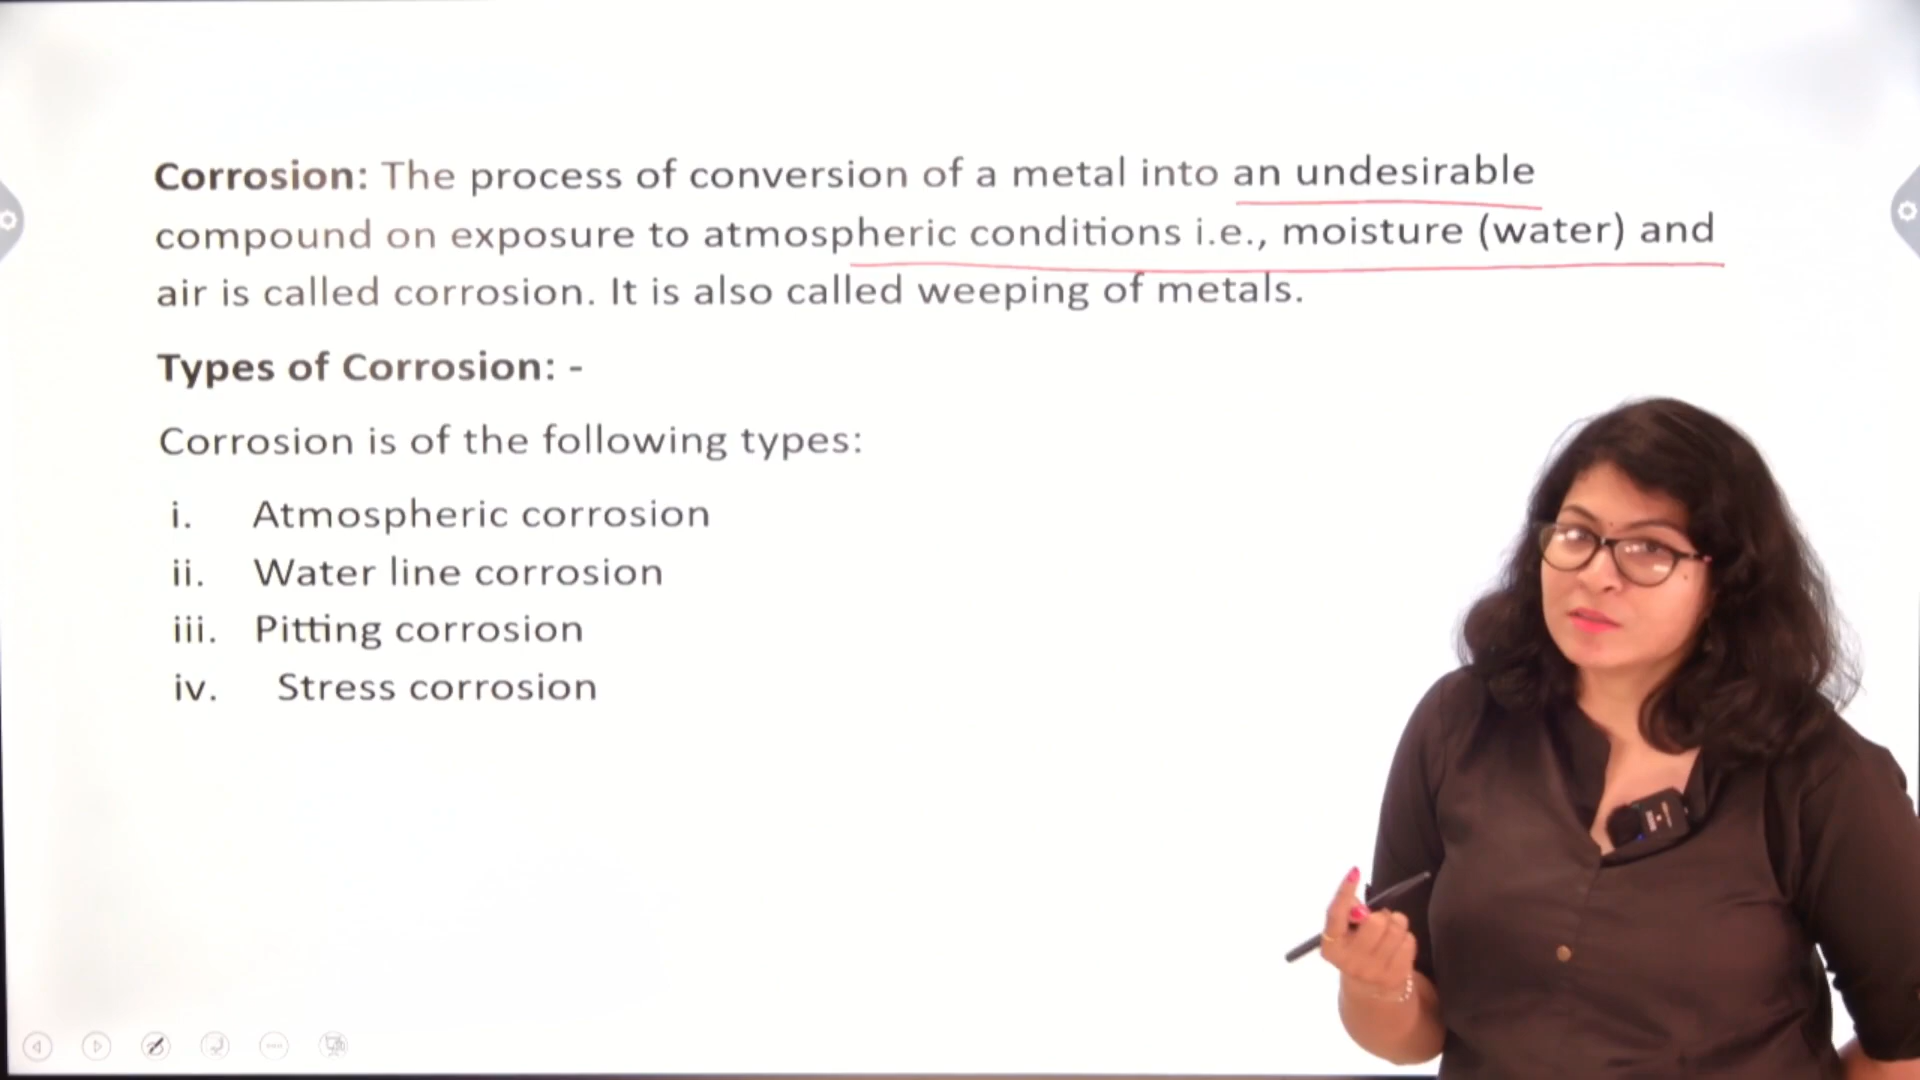 Corrosion: The process of conversion of a metal into an undesirable
compound on exposure to atmospheric conditions i.e., moisture (water) and
air is called corrosion. It is also called weeping of metals.
Types of Corrosion: -
Corrosion is of the following types:
i. Atmospheric corrosion
ii. Water line corrosion
iii. Pitting corrosion
iv. Stress corrosion